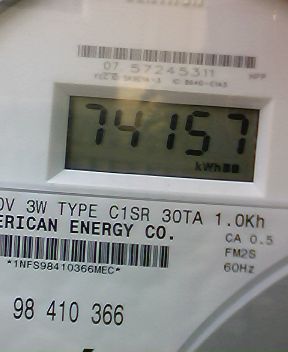 07 57245311
74157
kWh
0V 3W TYPE C1SR 30TA 1.0Kh
ERICAN ENERGY CO.
CA 0.5
*1NFS98410366MEC*
FM2S
60Hz
98 410 366